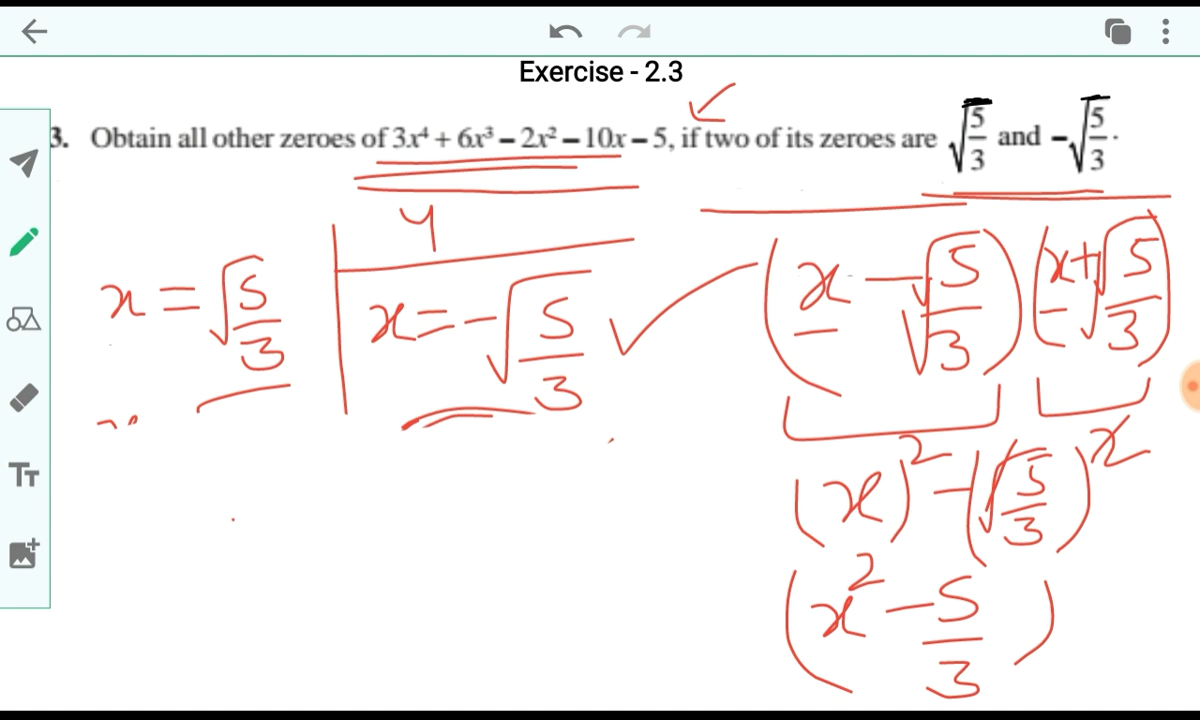 Exercise - 2.3
3. Obtain all other zeroes of 3x⁴ + 6x³ – 2x² – 10x – 5, if two of its zeroes are √(5/3) and -√(5/3).
4
x = √(5/3) x = -√(5/3) (x - √(5/3)) (x + √(5/3))
(x)² - (√(5/3))²
(x² - 5/3)
Tт